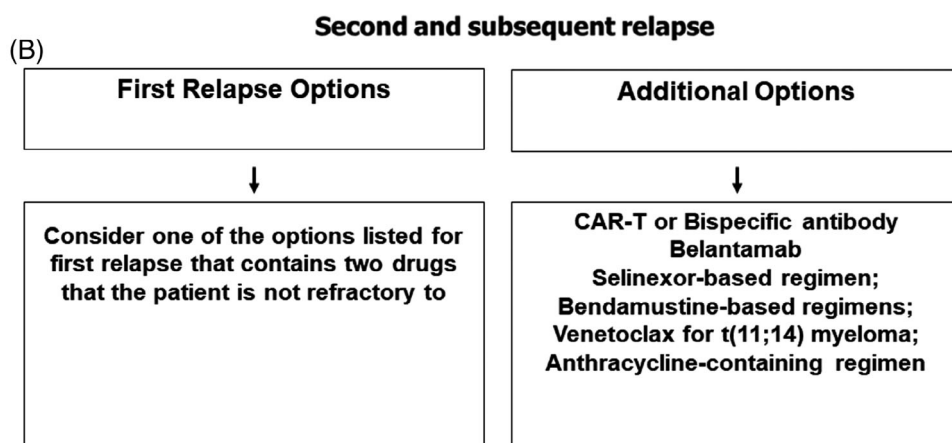 Second and subsequent relapse
(B)
First Relapse Options
Additional Options
Consider one of the options listed for
first relapse that contains two drugs
that the patient is not refractory to
CAR-T or Bispecific antibody
Belantamab
Selinexor-based regimen;
Bendamustine-based regimens;
Venetoclax for t(11;14) myeloma;
Anthracycline-containing regimen